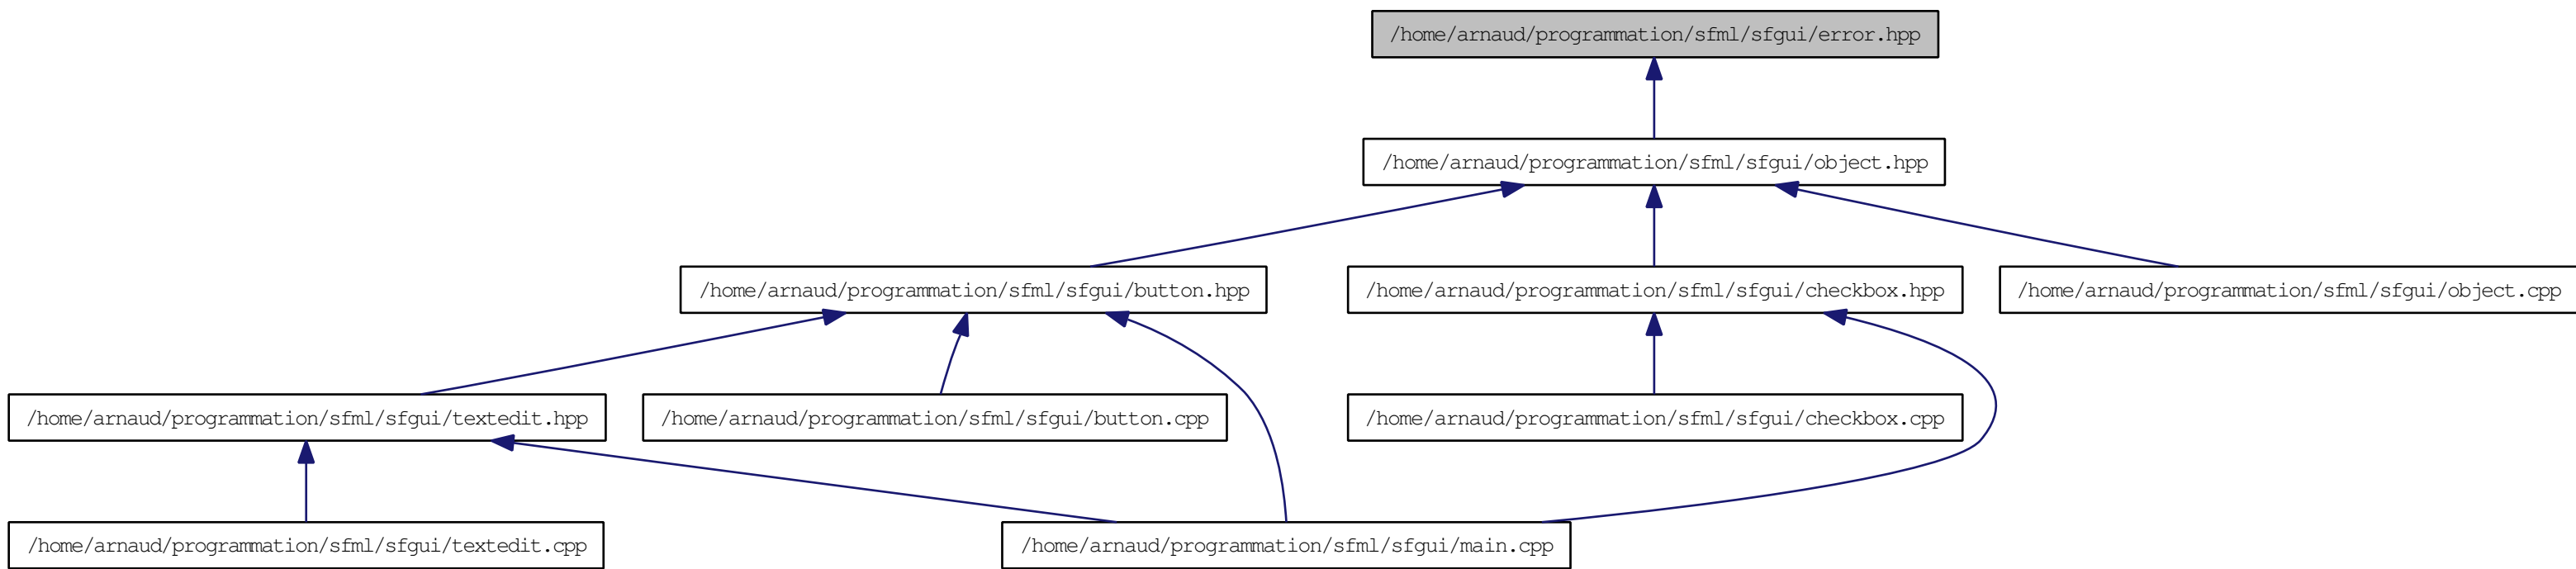 /home/arnaud/programmation/sfml/sfgui/error.hpp
/home/arnaud/programmation/sfml/sfgui/object.hpp
/home/arnaud/programmation/sfml/sfgui/button.hpp
/home/arnaud/programmation/sfml/sfgui/checkbox.hpp
/home/arnaud/programmation/sfml/sfgui/object.cpp
/home/arnaud/programmation/sfml/sfgui/textedit.hpp
/home/arnaud/programmation/sfml/sfgui/button.cpp
/home/arnaud/programmation/sfml/sfgui/checkbox.cpp
/home/arnaud/programmation/sfml/sfgui/textedit.cpp
/home/arnaud/programmation/sfml/sfgui/main.cpp